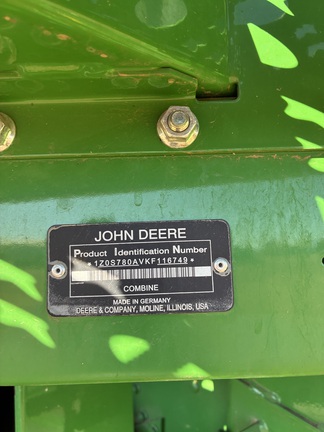 JOHN DEERE
Product Identification Number
*1Z0S780AVKF116749*
COMBINE
MADE IN GERMANY
DEERE & COMPANY, MOLINE, ILLINOIS, USA